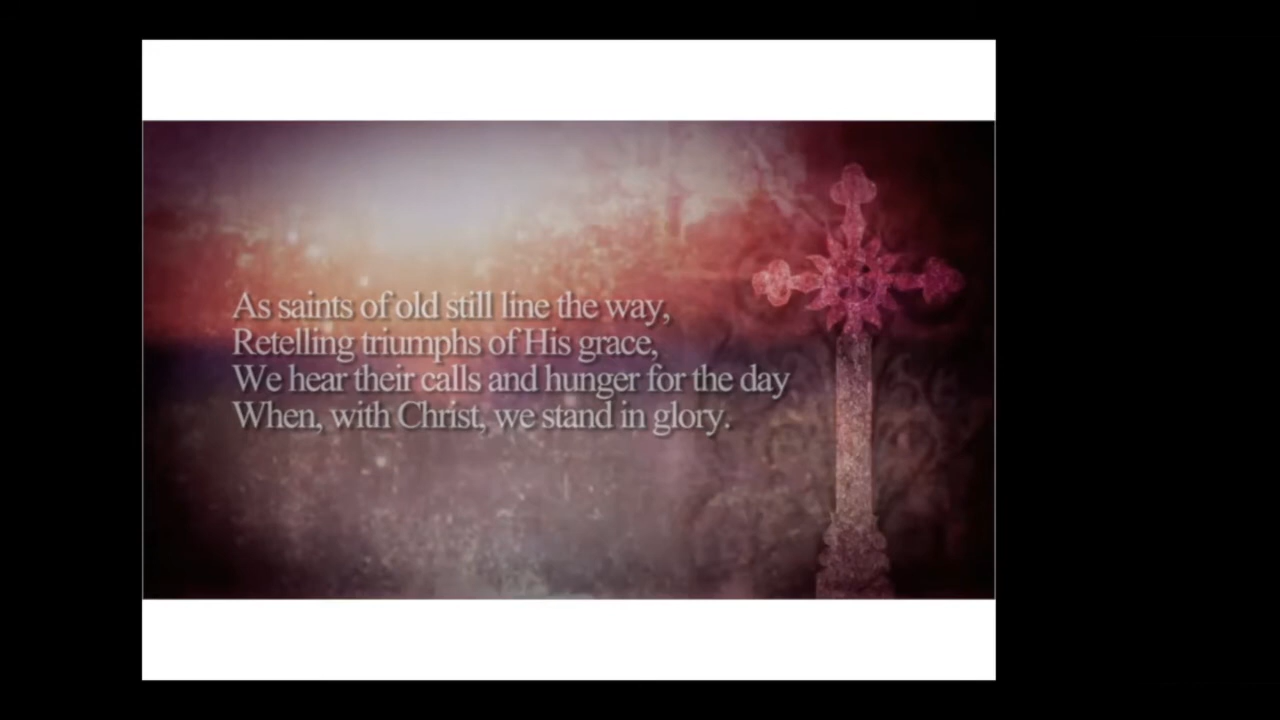 As saints of old still line the way,
Retelling triumphs of His grace,
We hear their calls and hunger for the day
When, with Christ, we stand in glory.